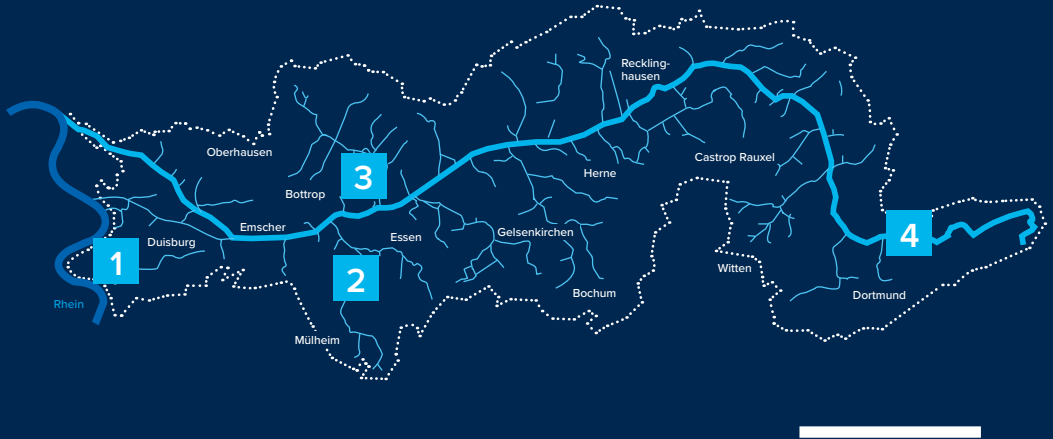 Reckling-
hausen
Oberhausen
Castrop Rauxel
3
Herne
Bottrop
Emscher
Essen
Gelsenkirchen
Duisburg
4
1
2
Witten
Bochum
Dortmund
Rhein
Mülheim